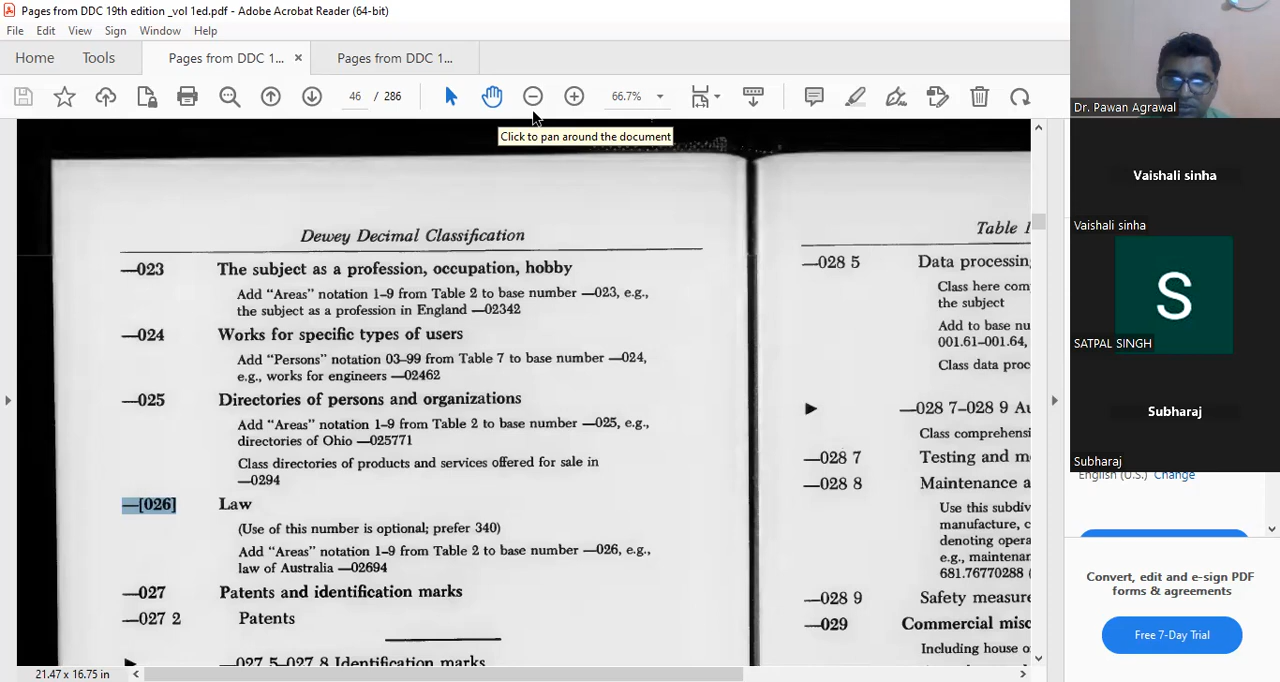 Pages from DDC 19th edition _vol 1ed.pdf - Adobe Acrobat Reader (64-bit)
File Edit View Sign Window Help
Home Tools Pages from DDC 1... × Pages from DDC 1...
46 / 286 66.7%
Click to pan around the document
Dewey Decimal Classification
—023 The subject as a profession, occupation, hobby
Add "Areas" notation 1–9 from Table 2 to base number —023, e.g.,
the subject as a profession in England —02342
—024 Works for specific types of users
Add "Persons" notation 03–99 from Table 7 to base number —024,
e.g., works for engineers —02462
—025 Directories of persons and organizations
Add "Areas" notation 1–9 from Table 2 to base number —025, e.g.,
directories of Ohio —025771
Class directories of products and services offered for sale in
—0294
—[026] Law
(Use of this number is optional; prefer 340)
Add "Areas" notation 1–9 from Table 2 to base number —026, e.g.,
law of Australia —02694
—027 Patents and identification marks
—027 2 Patents
—027 5–027 8 Identification marks
Table 1
—028 5 Data processin
Class here com
the subject
Add to base nu
001.61–001.64,
Class data proc
—028 7–028 9 Au
Class comprehensi
—028 7 Testing and m
—028 8 Maintenance a
Use this subdiv
manufacture, c
denoting opera
e.g., maintenan
681.76770288 (
—028 9 Safety measure
—029 Commercial misc
Including house o
21.47 x 16.75 in
Dr. Pawan Agrawal
Vaishali sinha
Vaishali sinha
S
SATPAL SINGH
Subharaj
Subharaj
English (U.S.) Change
Convert, edit and e-sign PDF
forms & agreements
Free 7-Day Trial